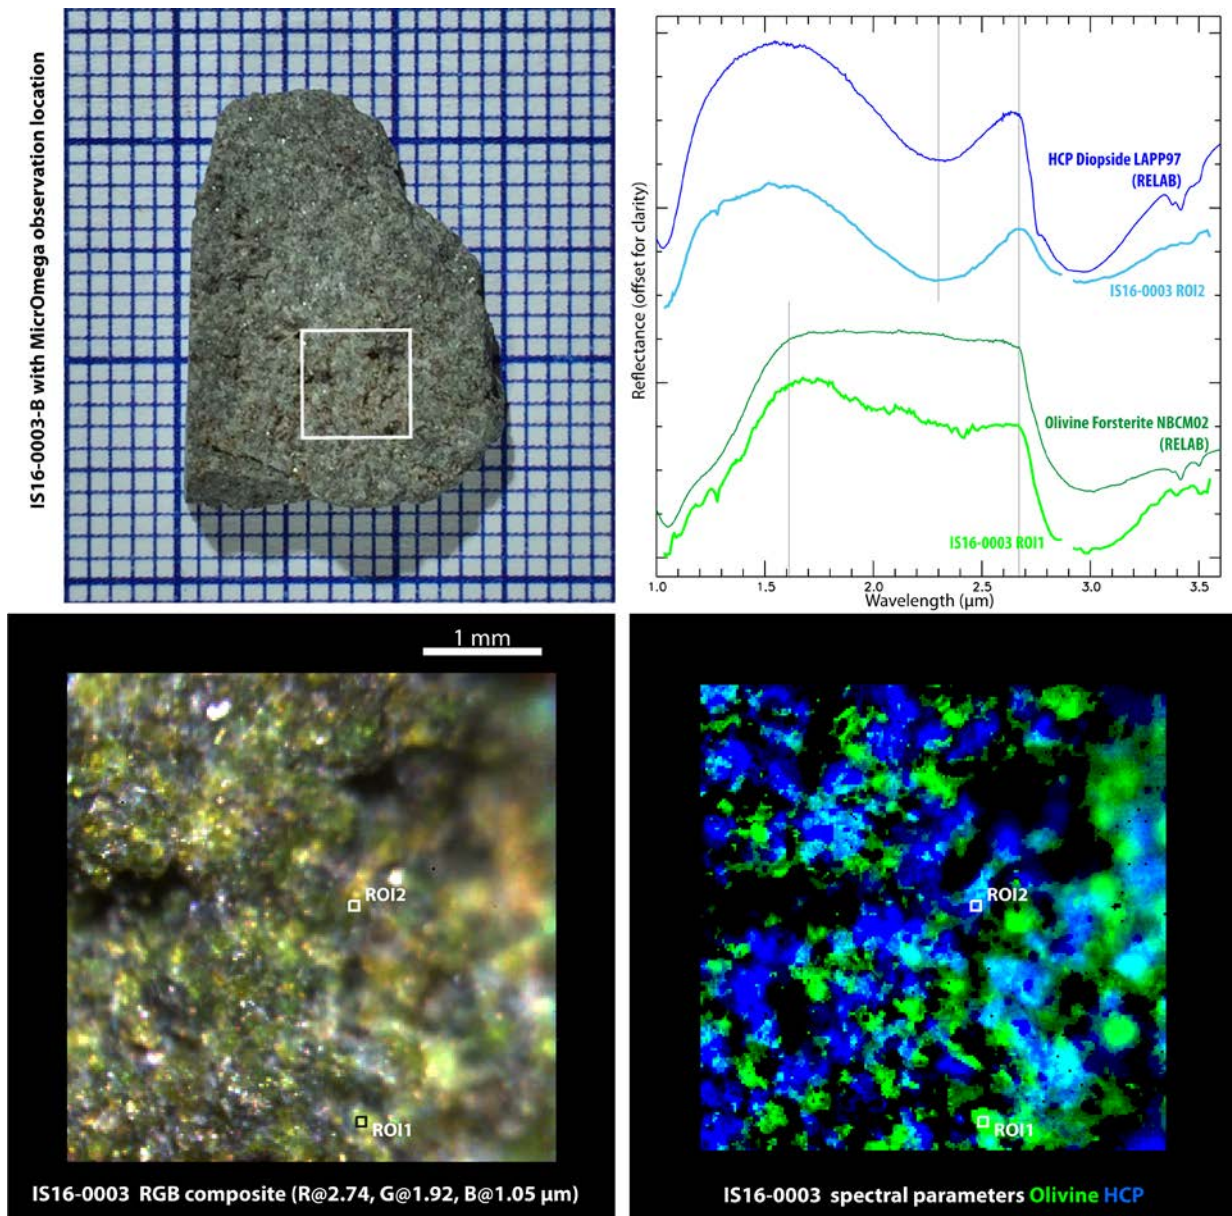 IS16-0003-B with MicrOmega observation location
Reflectance (offset for clarity)
HCP Diopside LAPP97
(RELAB)
IS16-0003 ROI2
Olivine Forsterite NBCM02
(RELAB)
IS16-0003 ROI1
1.0 1.5 2.0 2.5 3.0 3.5
Wavelength (μm)
1 mm
ROI2
ROI1
IS16-0003 RGB composite (R@2.74, G@1.92, B@1.05 μm)
ROI2
ROI1
IS16-0003 spectral parameters Olivine HCP